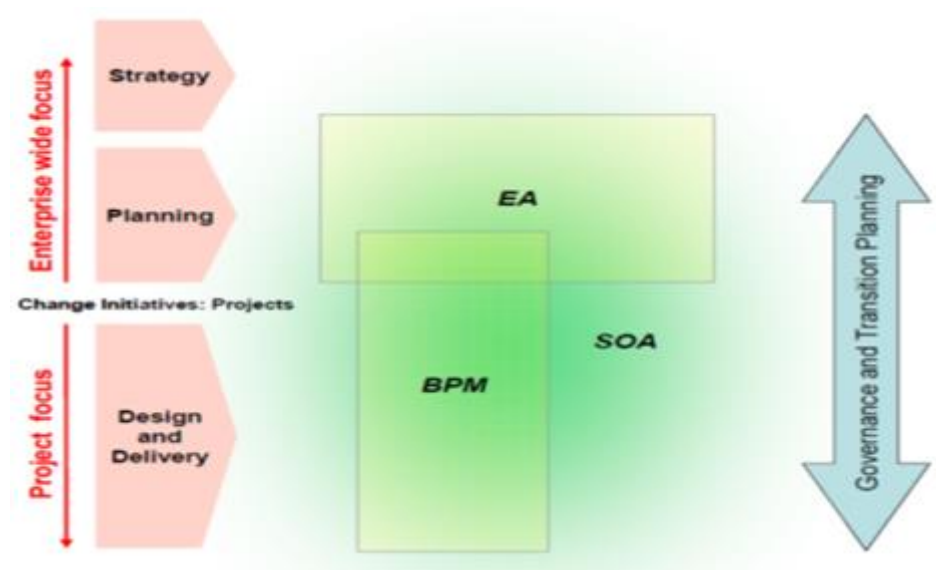 Enterprise wide focus
Strategy
Planning
Change Initiatives: Projects
Project focus
Design
and
Delivery
EA
BPM
SOA
Governance and Transition Planning